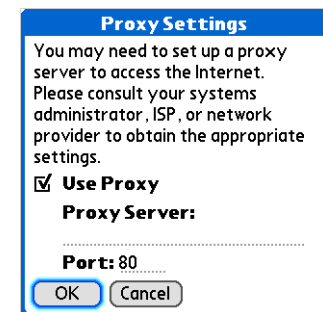 Proxy Settings
You may need to set up a proxy
server to access the Internet.
Please consult your systems
administrator, ISP, or network
provider to obtain the appropriate
settings.
Use Proxy
Proxy Server:
Port: 80
OK Cancel